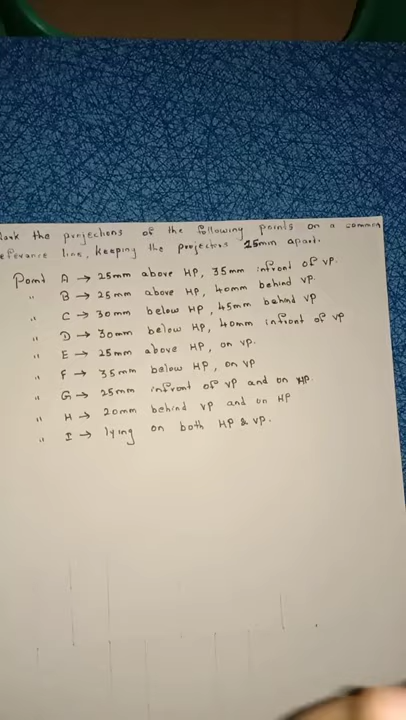 the projections of the following points on a common
line, keeping the projectors 25mm apart.
Point A → 25mm above HP, 35mm infront of VP.
" B → 25mm above HP, 40mm behind VP.
" C → 30mm below HP, 45mm behind VP
" D → 30mm below HP, 40mm infront of VP
" E → 25mm above HP, on VP.
" F → 35mm below HP, on VP
" G → 25mm infront of VP and on HP.
" H → 20mm behind VP and on HP
" I → lying on both HP & VP.